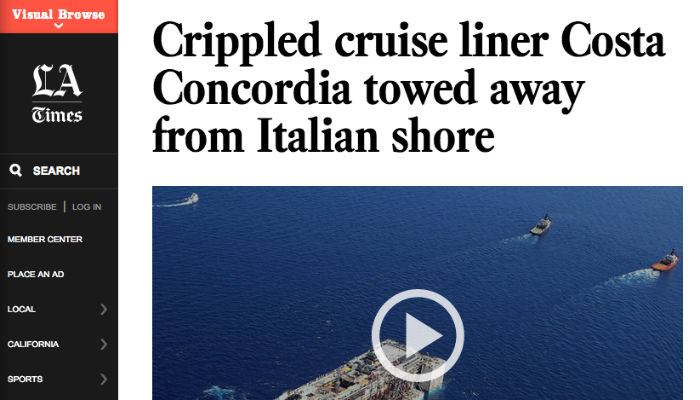 Visual Browse
LA
Times
SEARCH
SUBSCRIBE | LOG IN
MEMBER CENTER
PLACE AN AD
LOCAL
CALIFORNIA
SPORTS
Crippled cruise liner Costa
Concordia towed away
from Italian shore